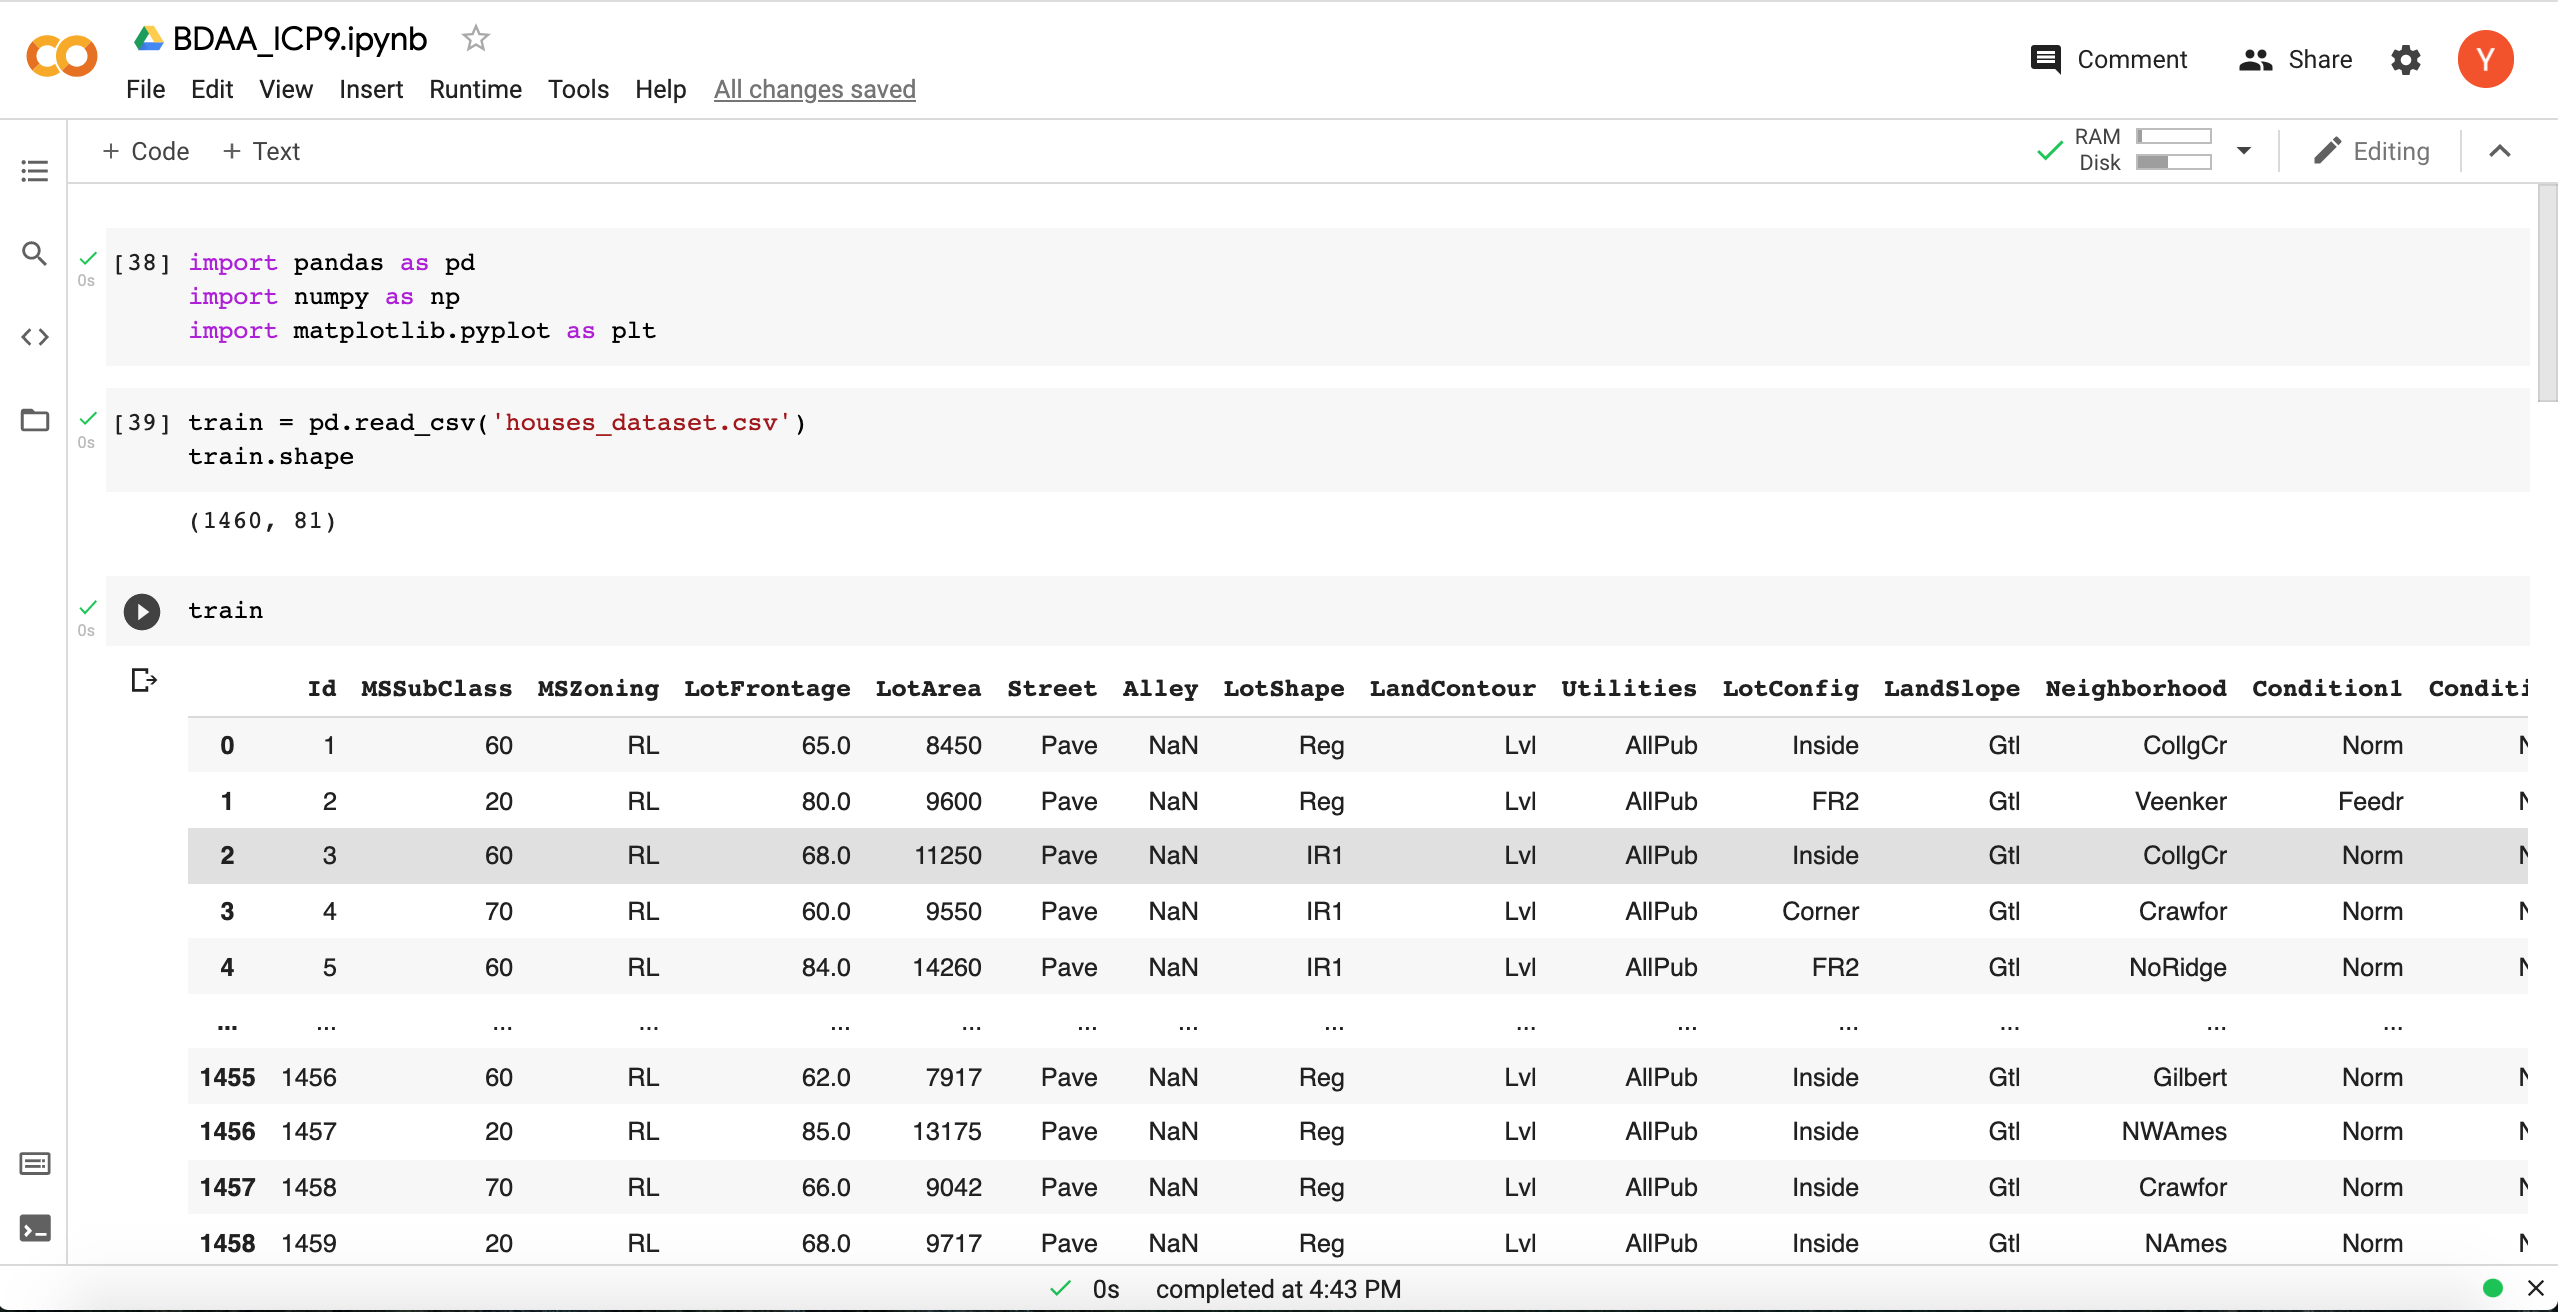 BDAA_ICP9.ipynb
File Edit View Insert Runtime Tools Help All changes saved
Comment Share Y
+ Code + Text
RAM
Disk
Editing
0s
[38] import pandas as pd
import numpy as np
import matplotlib.pyplot as plt
0s
[39] train = pd.read_csv('houses_dataset.csv')
train.shape
(1460, 81)
0s
train
Id MSSubClass MSZoning LotFrontage LotArea Street Alley LotShape LandContour Utilities LotConfig LandSlope Neighborhood Condition1 Conditi
0 1 60 RL 65.0 8450 Pave NaN Reg Lvl AllPub Inside Gtl CollgCr Norm
1 2 20 RL 80.0 9600 Pave NaN Reg Lvl AllPub FR2 Gtl Veenker Feedr
2 3 60 RL 68.0 11250 Pave NaN IR1 Lvl AllPub Inside Gtl CollgCr Norm
3 4 70 RL 60.0 9550 Pave NaN IR1 Lvl AllPub Corner Gtl Crawfor Norm
4 5 60 RL 84.0 14260 Pave NaN IR1 Lvl AllPub FR2 Gtl NoRidge Norm
... ... ... ... ... ... ... ... ... ... ... ... ... ... ...
1455 1456 60 RL 62.0 7917 Pave NaN Reg Lvl AllPub Inside Gtl Gilbert Norm
1456 1457 20 RL 85.0 13175 Pave NaN Reg Lvl AllPub Inside Gtl NWAmes Norm
1457 1458 70 RL 66.0 9042 Pave NaN Reg Lvl AllPub Inside Gtl Crawfor Norm
1458 1459 20 RL 68.0 9717 Pave NaN Reg Lvl AllPub Inside Gtl NAmes Norm
0s completed at 4:43 PM